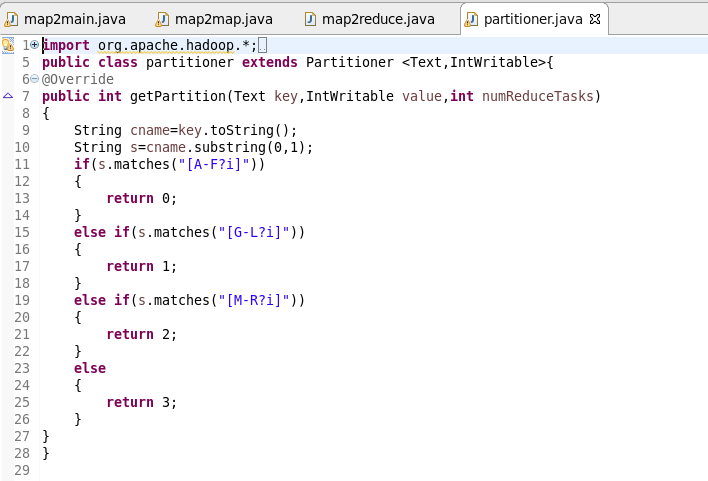 map2main.java map2map.java map2reduce.java partitioner.java
1 import org.apache.hadoop.*;
5 public class partitioner extends Partitioner <Text,IntWritable>{
6 @Override
7 public int getPartition(Text key,IntWritable value,int numReduceTasks)
8 {
9     String cname=key.toString();
10     String s=cname.substring(0,1);
11     if(s.matches("[A-F?i]"))
12     {
13         return 0;
14     }
15     else if(s.matches("[G-L?i]"))
16     {
17         return 1;
18     }
19     else if(s.matches("[M-R?i]"))
20     {
21         return 2;
22     }
23     else
24     {
25         return 3;
26     }
27 }
28 }
29